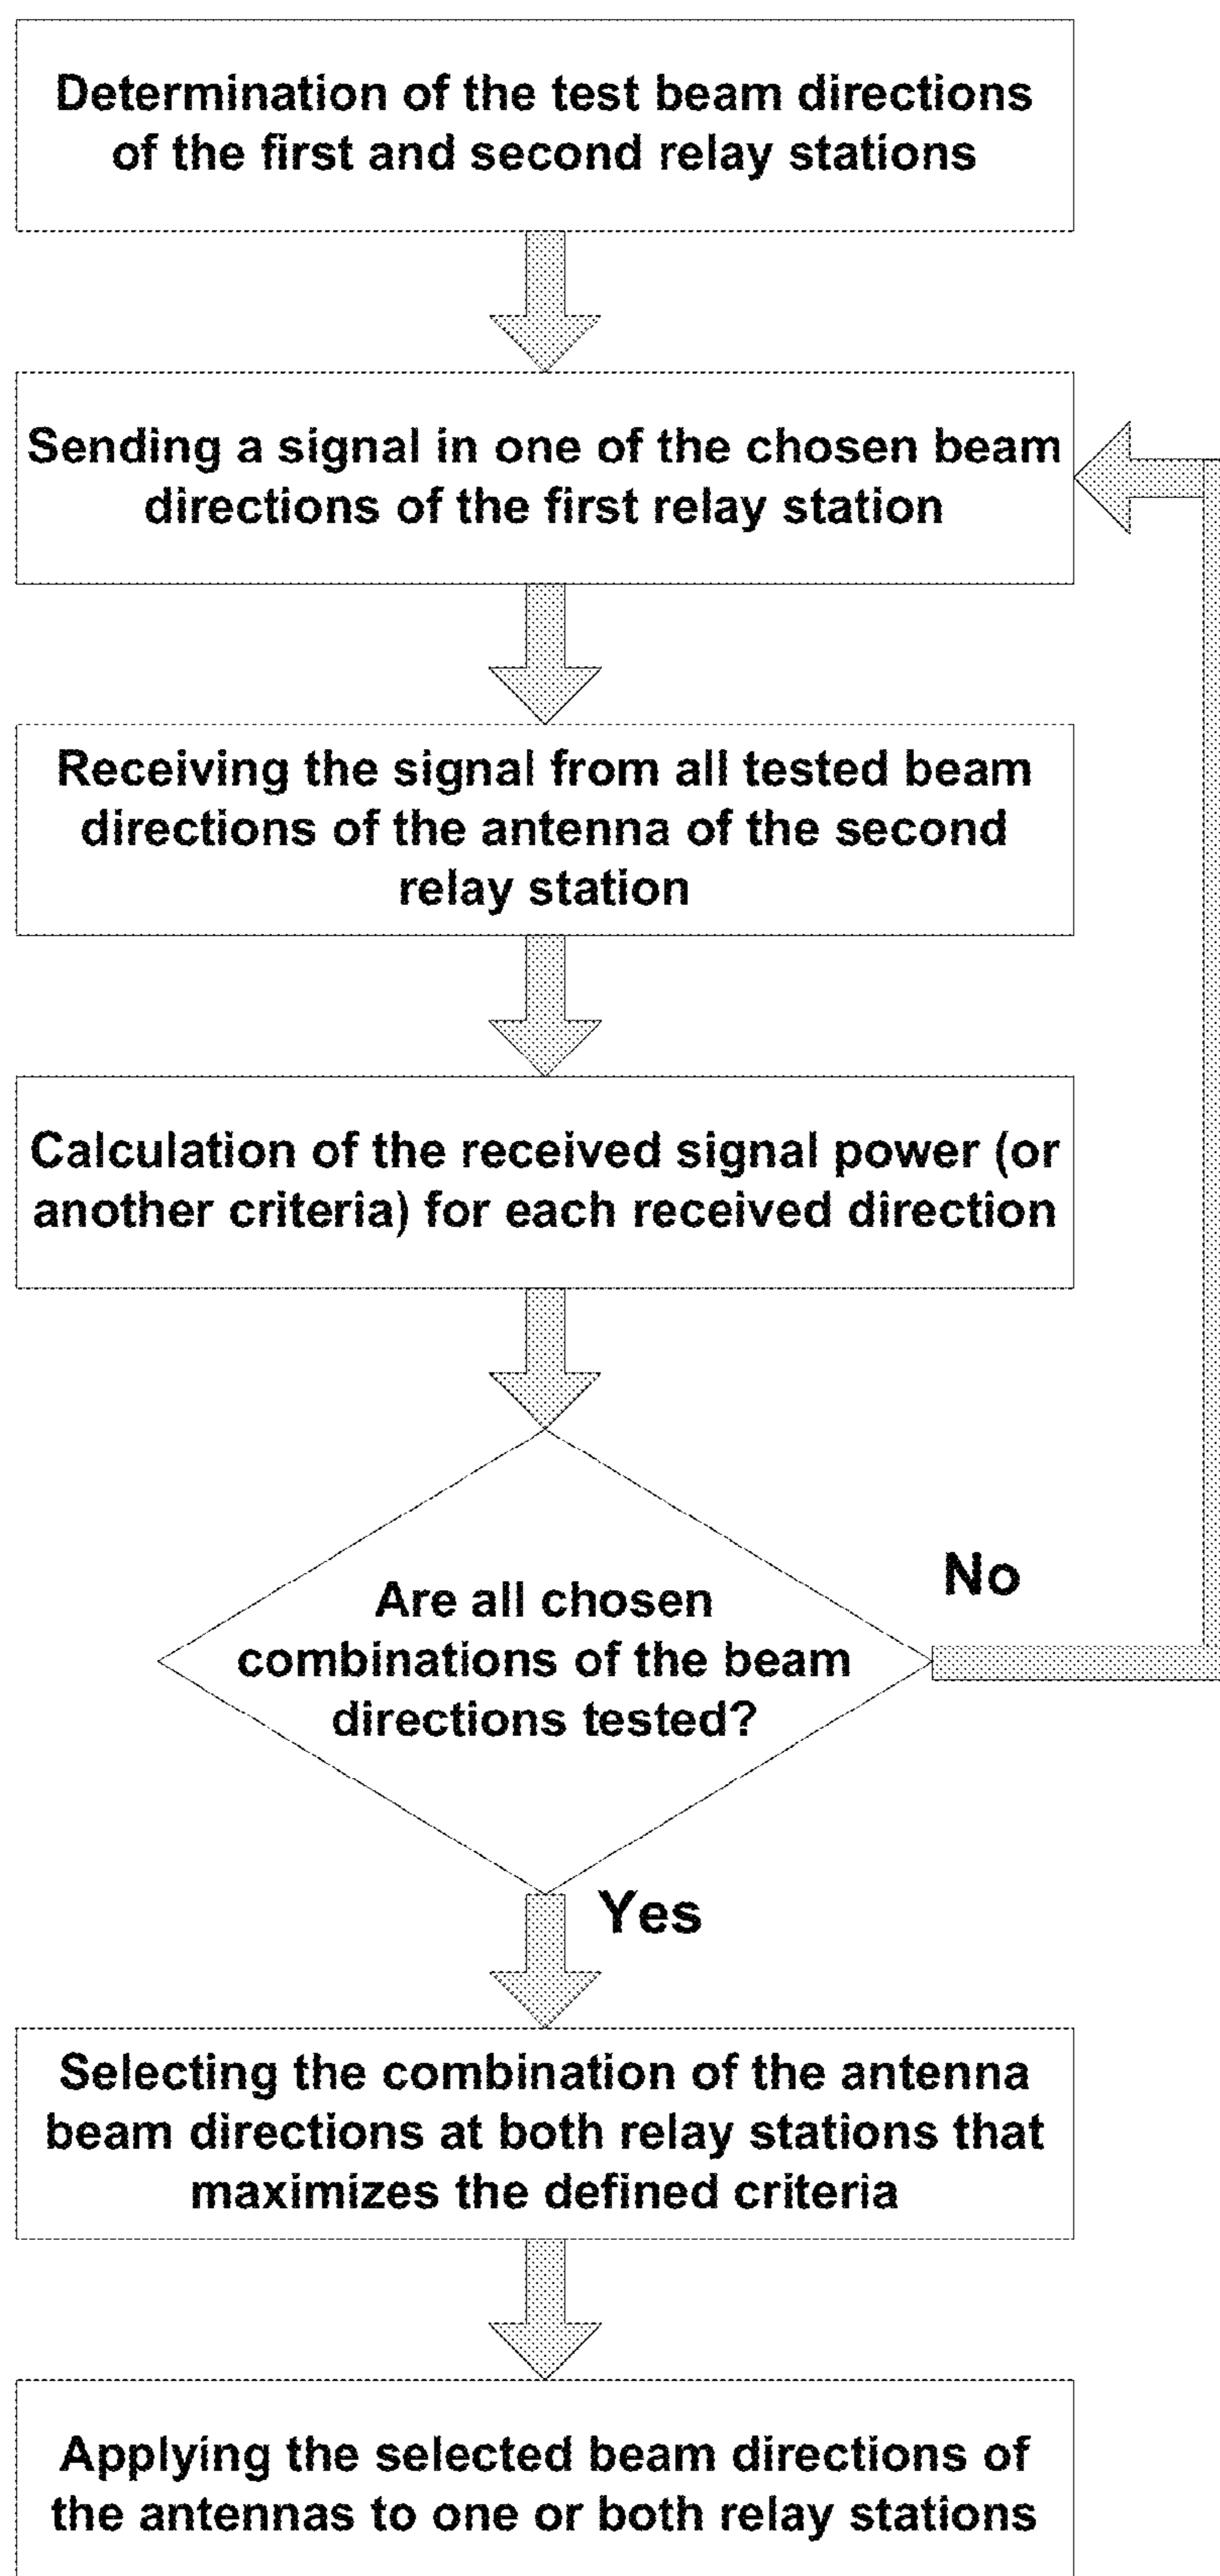 Determination of the test beam directions
of the first and second relay stations
Sending a signal in one of the chosen beam
directions of the first relay station
Receiving the signal from all tested beam
directions of the antenna of the second
relay station
Calculation of the received signal power (or
another criteria) for each received direction
Are all chosen
combinations of the beam
directions tested?
No
Yes
Selecting the combination of the antenna
beam directions at both relay stations that
maximizes the defined criteria
Applying the selected beam directions of
the antennas to one or both relay stations